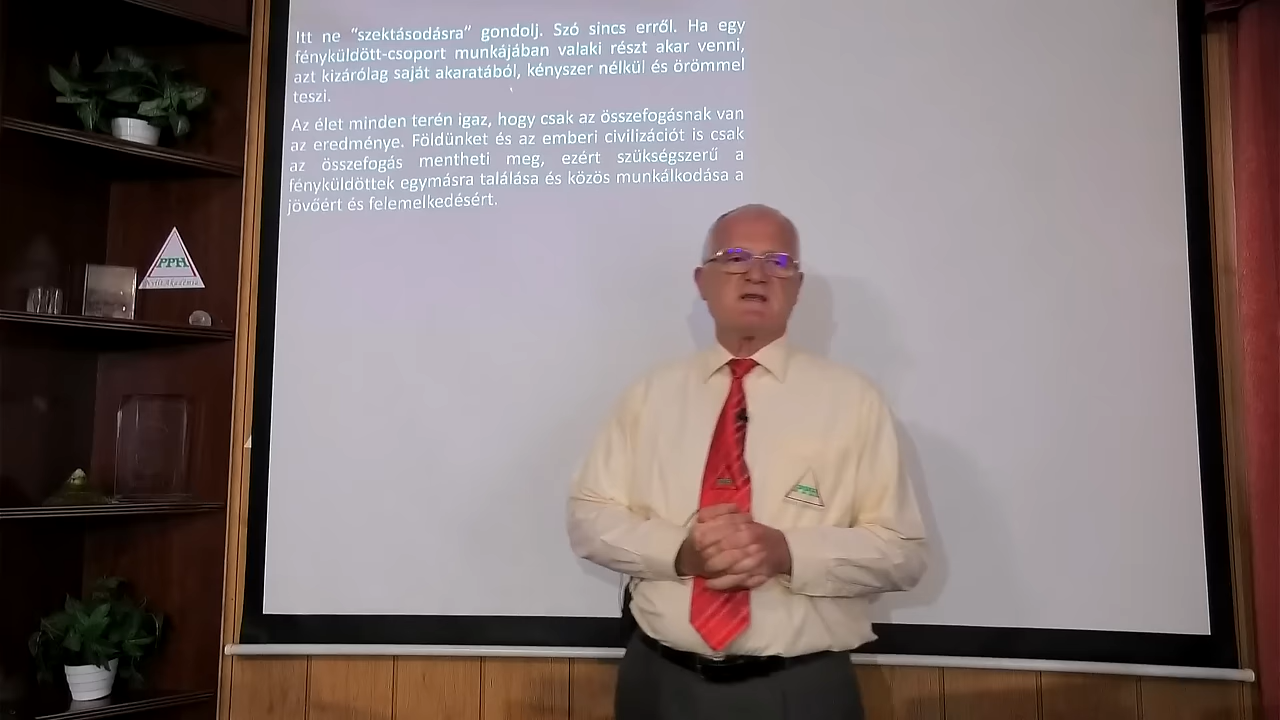 Itt ne “szektásodásra” gondolj. Szó sincs erről. Ha egy
fényküldött-csoport munkájában valaki részt akar venni,
azt kizárólag saját akaratából, kényszer nélkül és örömmel
teszi.
Az élet minden terén igaz, hogy csak az összefogásnak van
az eredménye. Földünket és az emberi civilizációt is csak
az összefogás mentheti meg, ezért szükségszerű a
fényküldöttek egymásra találása és közös munkálkodása a
jövőért és felemelkedésért.
PPH
Nyílt Akadémia
PPH